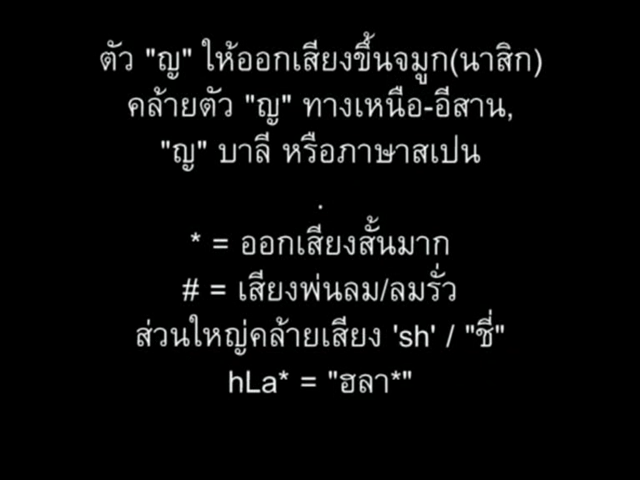 ตัว "ญ" ให้ออกเสียงขึ้นจมูก(นาสิก)
คล้ายตัว "ญ" ทางเหนือ-อีสาน,
"ญ" บาลี หรือภาษาสเปน
.
* = ออกเสี่ยงสั้นมาก
# = เสียงพ่นลม/ลมรั่ว
ส่วนใหญ่คล้ายเสียง 'sh' / "ชี่"
hLa* = "ฮลา*"